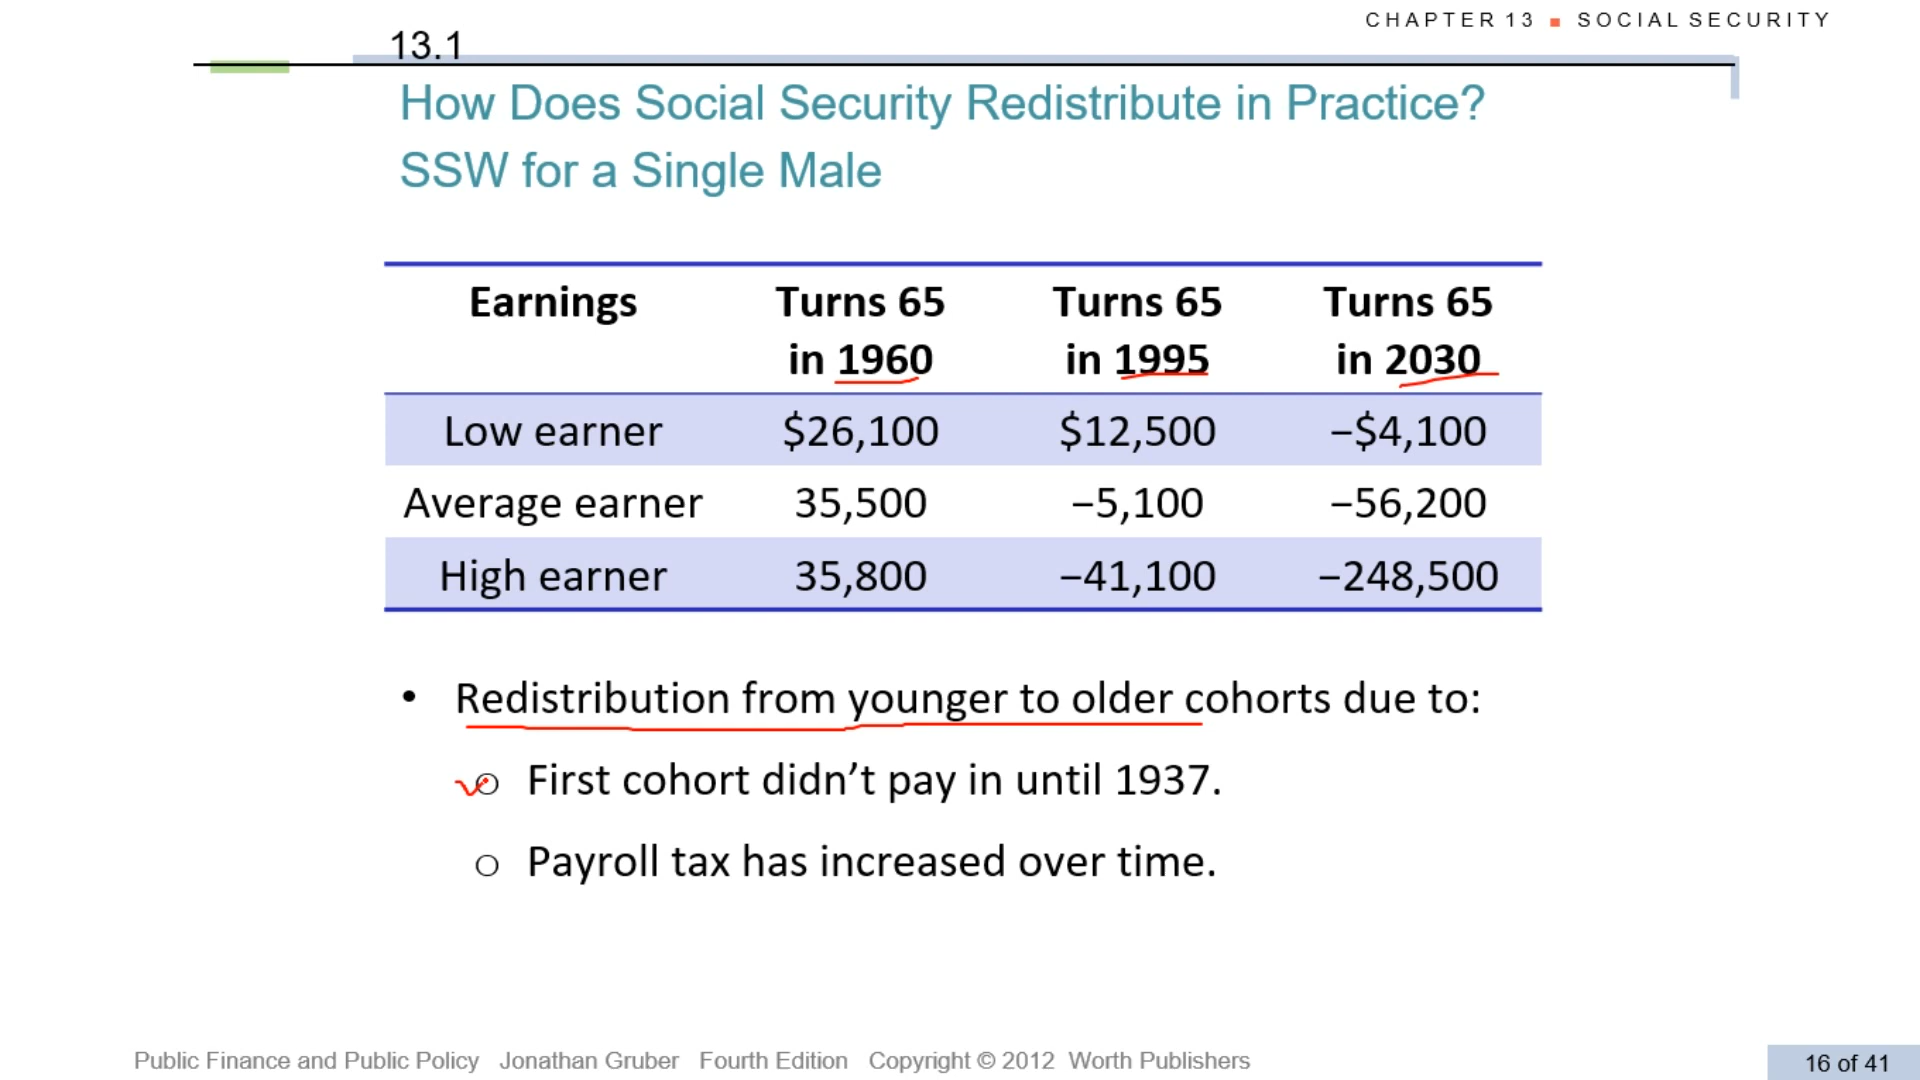 CHAPTER 13 ■ SOCIAL SECURITY
13.1
How Does Social Security Redistribute in Practice?
SSW for a Single Male
Earnings Turns 65 in 1960 Turns 65 in 1995 Turns 65 in 2030
Low earner $26,100 $12,500 −$4,100
Average earner 35,500 −5,100 −56,200
High earner 35,800 −41,100 −248,500
• Redistribution from younger to older cohorts due to:
o First cohort didn’t pay in until 1937.
o Payroll tax has increased over time.
Public Finance and Public Policy Jonathan Gruber Fourth Edition Copyright © 2012 Worth Publishers
16 of 41